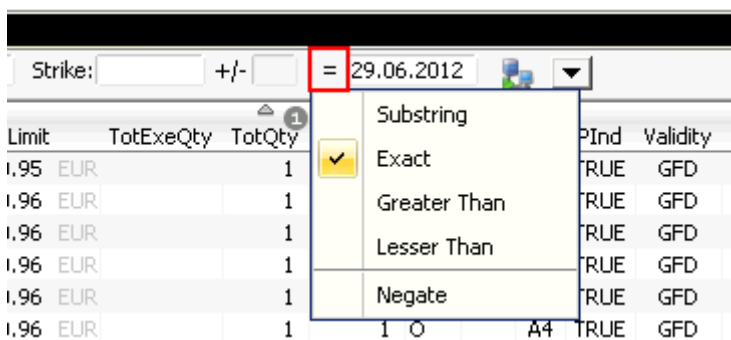 Strike: +/- = 29.06.2012
Substring
Exact
Greater Than
Lesser Than
Negate
1
Limit TotExeQty TotQty PInd Validity
.95 EUR 1 TRUE GFD
.96 EUR 1 TRUE GFD
.96 EUR 1 TRUE GFD
.96 EUR 1 TRUE GFD
.96 EUR 1 TRUE GFD
.96 EUR 1 1 O A4 TRUE GFD